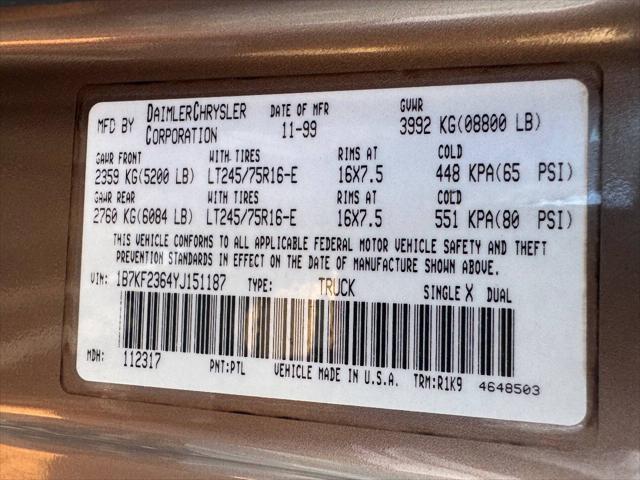 MFD BY DAIMLERCHRYSLER CORPORATION DATE OF MFR 11-99 GVWR 3992 KG(08800 LB)
GAWR FRONT WITH TIRES RIMS AT COLD
2359 KG(5200 LB) LT245/75R16-E 16X7.5 448 KPA(65 PSI)
GAWR REAR WITH TIRES RIMS AT COLD
2760 KG(6084 LB) LT245/75R16-E 16X7.5 551 KPA(80 PSI)
THIS VEHICLE CONFORMS TO ALL APPLICABLE FEDERAL MOTOR VEHICLE SAFETY AND THEFT
PREVENTION STANDARDS IN EFFECT ON THE DATE OF MANUFACTURE SHOWN ABOVE.
VIN: 1B7KF2364YJ151187 TYPE: TRUCK SINGLE X DUAL
MDH: 112317 PNT:PTL VEHICLE MADE IN U.S.A. TRM:R1K9 4648503